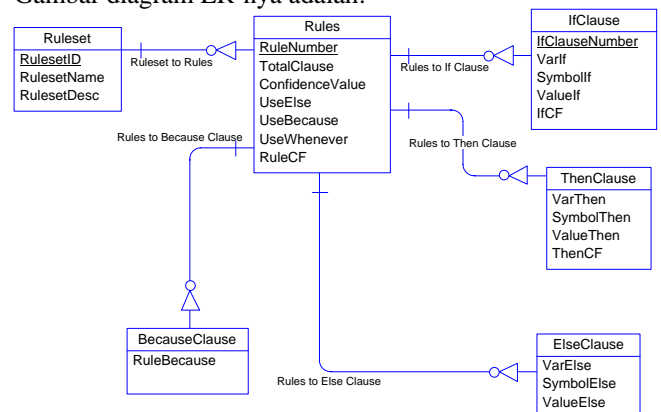 Gambar diagram ER-nya adalah:
Ruleset
RulesetID
RulesetName
RulesetDesc
Ruleset to Rules
Rules
RuleNumber
TotalClause
ConfidenceValue
UseElse
UseBecause
UseWhenever
RuleCF
Rules to If Clause
IfClause
IfClauseNumber
VarIf
SymbolIf
ValueIf
IfCF
Rules to Because Clause
Rules to Then Clause
ThenClause
VarThen
SymbolThen
ValueThen
ThenCF
BecauseClause
RuleBecause
Rules to Else Clause
ElseClause
VarElse
SymbolElse
ValueElse